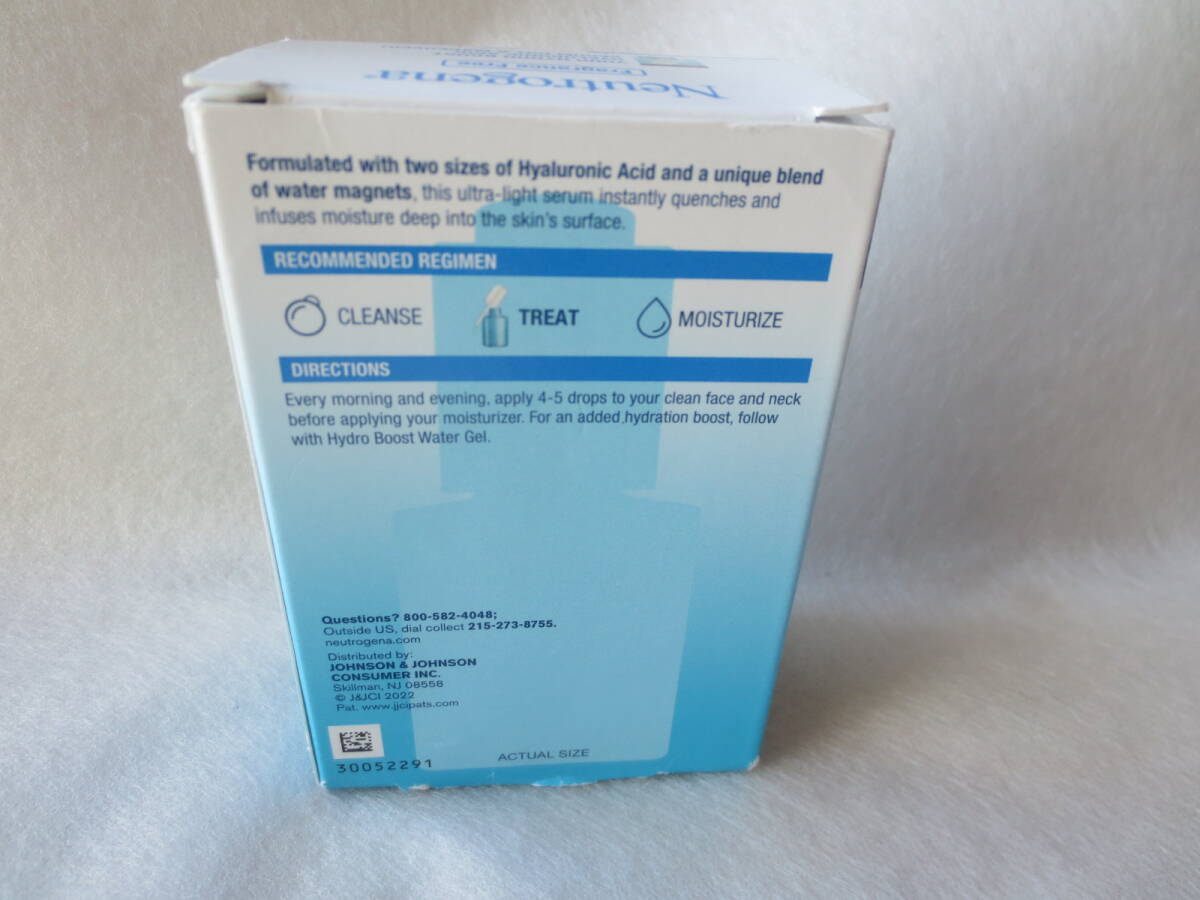 Neutrogena®
Fragrance Free
Formulated with two sizes of Hyaluronic Acid and a unique blend
of water magnets, this ultra-light serum instantly quenches and
infuses moisture deep into the skin's surface.
RECOMMENDED REGIMEN
CLEANSE TREAT MOISTURIZE
DIRECTIONS
Every morning and evening, apply 4-5 drops to your clean face and neck
before applying your moisturizer. For an added hydration boost, follow
with Hydro Boost Water Gel.
Questions? 800-582-4048;
Outside US, dial collect 215-273-8755.
neutrogena.com
Distributed by:
JOHNSON & JOHNSON
CONSUMER INC.
Skillman, NJ 08558
© J&JCI 2022
Pat. www.jjcipats.com
30052291
ACTUAL SIZE